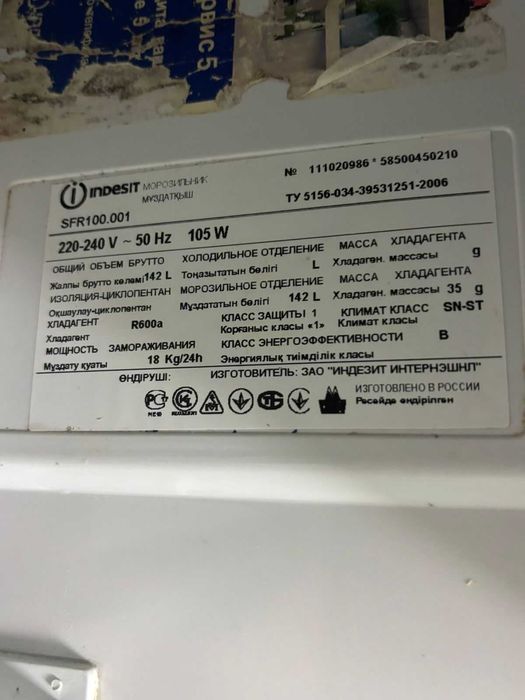 РВИС 5
INDESIT МОРОЗИЛЬНИК
МҰЗДАТҚЫШ
№ 111020986 * 58500450210
SFR100.001
ТУ 5156-034-39531251-2006
220-240 V ~ 50 Hz 105 W
ОБЩИЙ ОБЪЕМ БРУТТО ХОЛОДИЛЬНОЕ ОТДЕЛЕНИЕ МАССА ХЛАДАГЕНТА
Жалпы брутто көлемі 142 L Тоңазытатын бөлігі L Хладаген. массасы g
ИЗОЛЯЦИЯ-ЦИКЛОПЕНТАН МОРОЗИЛЬНОЕ ОТДЕЛЕНИЕ МАССА ХЛАДАГЕНТА
Оқшаулау-циклопентан Мұздататын бөлігі 142 L Хладаген. массасы 35 g
ХЛАДАГЕНТ R600a КЛАСС ЗАЩИТЫ 1 КЛИМАТ КЛАСС SN-ST
Хладагент Қорғаныс класы «1» Климат класы
МОЩНОСТЬ ЗАМОРАЖИВАНИЯ КЛАСС ЭНЕРГОЭФФЕКТИВНОСТИ B
Мұздату қуаты 18 Kg/24h Энергиялық тиімділік класы
ӨНДІРУШІ: ИЗГОТОВИТЕЛЬ: ЗАО "ИНДЕЗИТ ИНТЕРНЭШНЛ"
ИЗГОТОВЛЕНО В РОССИИ
Ресейде өндірілген